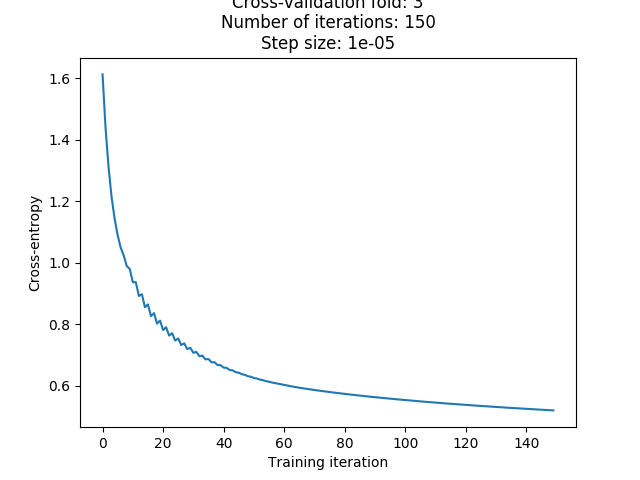 Cross-validation fold: 3
Number of iterations: 150
Step size: 1e-05
1.6
1.4
1.2
1.0
0.8
0.6
Cross-entropy
0 20 40 60 80 100 120 140
Training iteration